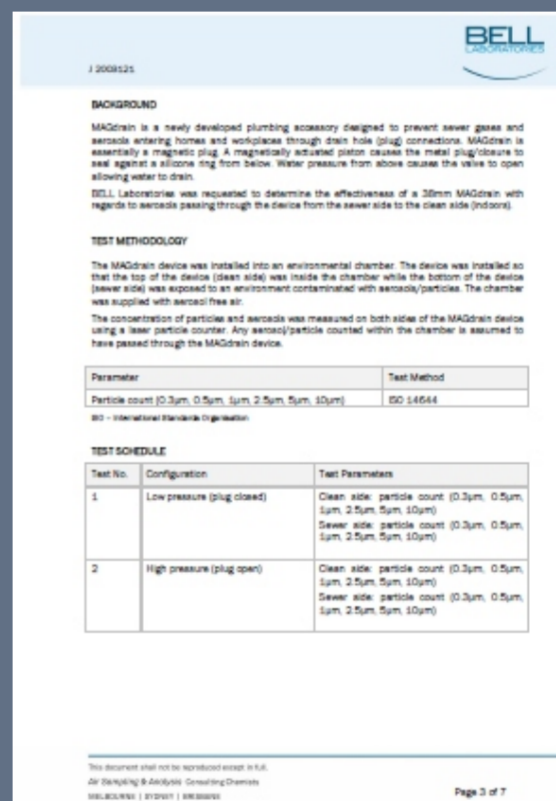 BELL
LABORATORIES
J 2003121
BACKGROUND
MAGdrain is a newly developed plumbing accessory designed to prevent sewer gases and
aerosols entering homes and workplaces through drain hole (plug) connections. MAGdrain is
essentially a magnetic plug. A magnetically actuated piston causes the metal plug/closure to
seal against a silicone ring from below. Water pressure from above causes the valve to open
allowing water to drain.
BELL Laboratories was requested to determine the effectiveness of a 38mm MAGdrain with
regards to aerosols passing through the device from the sewer side to the clean side (indoors).
TEST METHODOLOGY
The MAGdrain device was installed into an environmental chamber. The device was installed so
that the top of the device (clean side) was inside the chamber while the bottom of the device
(sewer side) was exposed to an environment contaminated with aerosols/particles. The chamber
was supplied with aerosol free air.
The concentration of particles and aerosols was measured on both sides of the MAGdrain device
using a laser particle counter. Any aerosol/particle counted within the chamber is assumed to
have passed through the MAGdrain device.
Parameter Test Method
Particle count (0.3µm, 0.5µm, 1µm, 2.5µm, 5µm, 10µm) ISO 14644
ISO – International Standards Organisation
TEST SCHEDULE
Test No. Configuration Test Parameters
1 Low pressure (plug closed) Clean side: particle count (0.3µm, 0.5µm,
1µm, 2.5µm, 5µm, 10µm)
Sewer side: particle count (0.3µm, 0.5µm,
1µm, 2.5µm, 5µm, 10µm)
2 High pressure (plug open) Clean side: particle count (0.3µm, 0.5µm,
1µm, 2.5µm, 5µm, 10µm)
Sewer side: particle count (0.3µm, 0.5µm,
1µm, 2.5µm, 5µm, 10µm)
This document shall not be reproduced except in full.
Air Sampling & Analysis Consulting Chemists
MELBOURNE | SYDNEY | BRISBANE
Page 3 of 7